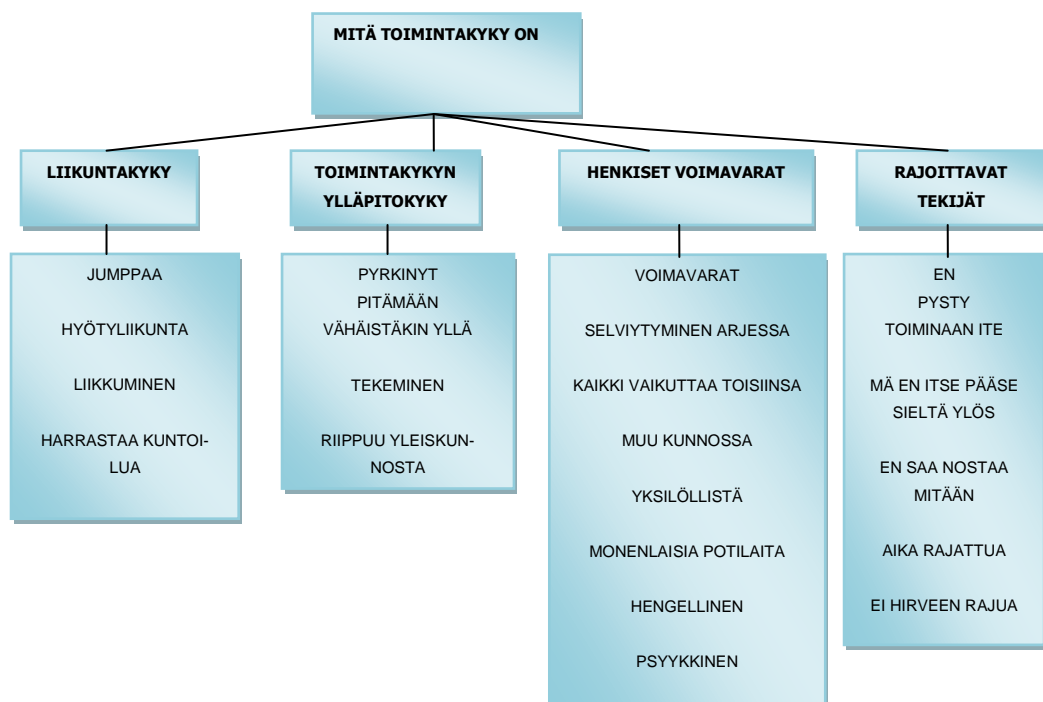 MITÄ TOIMINTAKYKY ON
LIIKUNTAKYKY
JUMPPAA
HYÖTYLIIKUNTA
LIIKKUMINEN
HARRASTAA KUNTOI-
LUA
TOIMINTAKYKYN
YLLÄPITOKYKY
PYRKINYT
PITÄMÄÄN
VÄHÄISTÄKIN YLLÄ
TEKEMINEN
RIIPPUU YLEISKUN-
NOSTA
HENKISET VOIMAVARAT
VOIMAVARAT
SELVIYTYMINEN ARJESSA
KAIKKI VAIKUTTAA TOISIINSA
MUU KUNNOSSA
YKSILÖLLISTÄ
MONENLAISIA POTILAITA
HENGELLINEN
PSYYKKINEN
RAJOITTAVAT
TEKIJÄT
EN
PYSTY
TOIMINAAN ITE
MÄ EN ITSE PÄÄSE
SIELTÄ YLÖS
EN SAA NOSTAA
MITÄÄN
AIKA RAJATTUA
EI HIRVEEN RAJUA